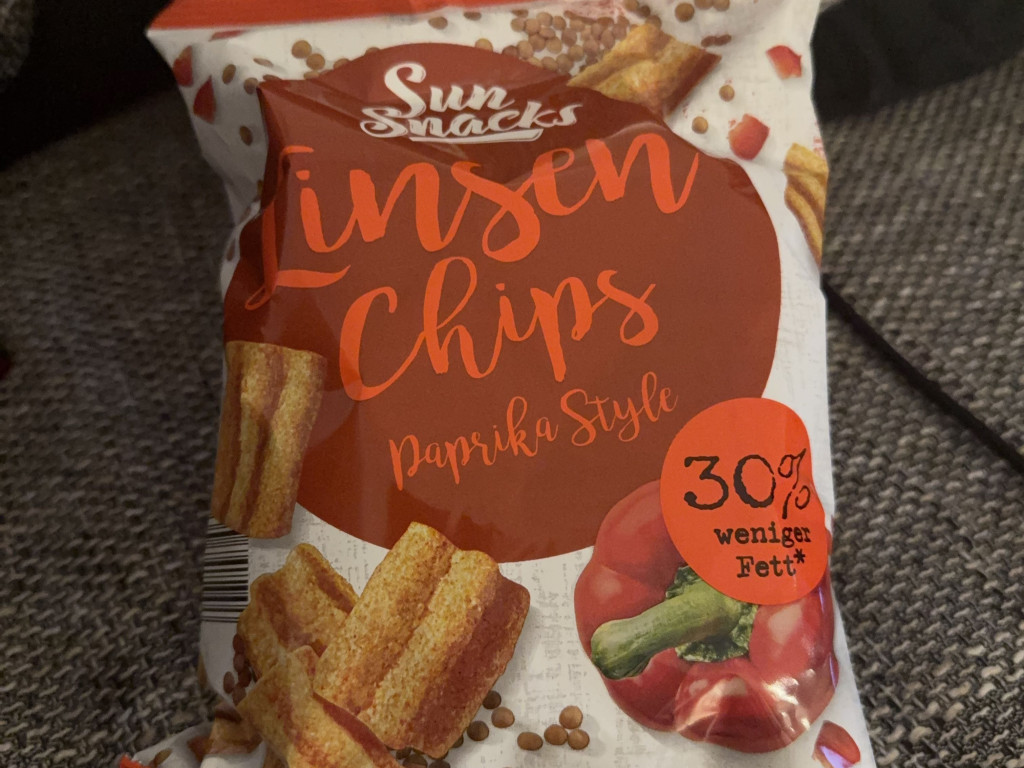 Sun
Snacks
Linsen
Chips
Paprika Style
30%
weniger
Fett*